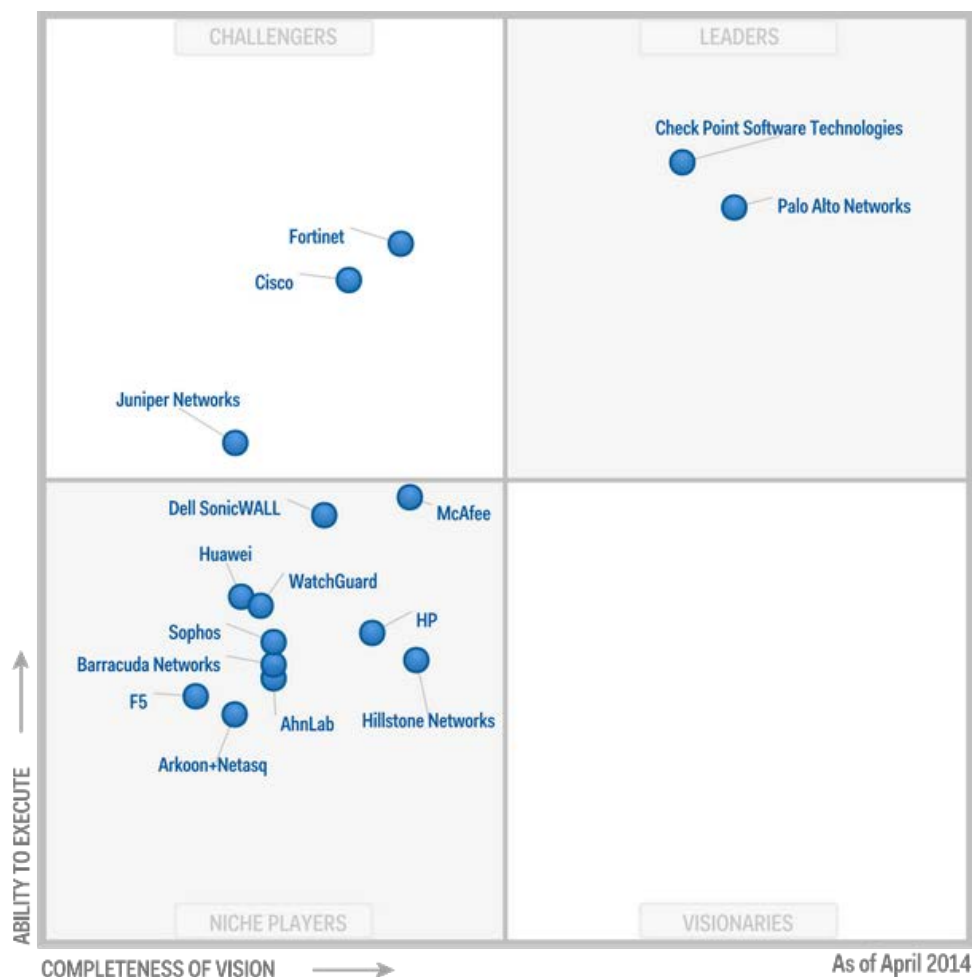 CHALLENGERS
LEADERS
Check Point Software Technologies
Palo Alto Networks
Fortinet
Cisco
Juniper Networks
Dell SonicWALL
McAfee
Huawei
WatchGuard
HP
Sophos
Barracuda Networks
F5
AhnLab
Hillstone Networks
Arkoon+Netasq
NICHE PLAYERS
VISIONARIES
ABILITY TO EXECUTE
COMPLETENESS OF VISION
As of April 2014